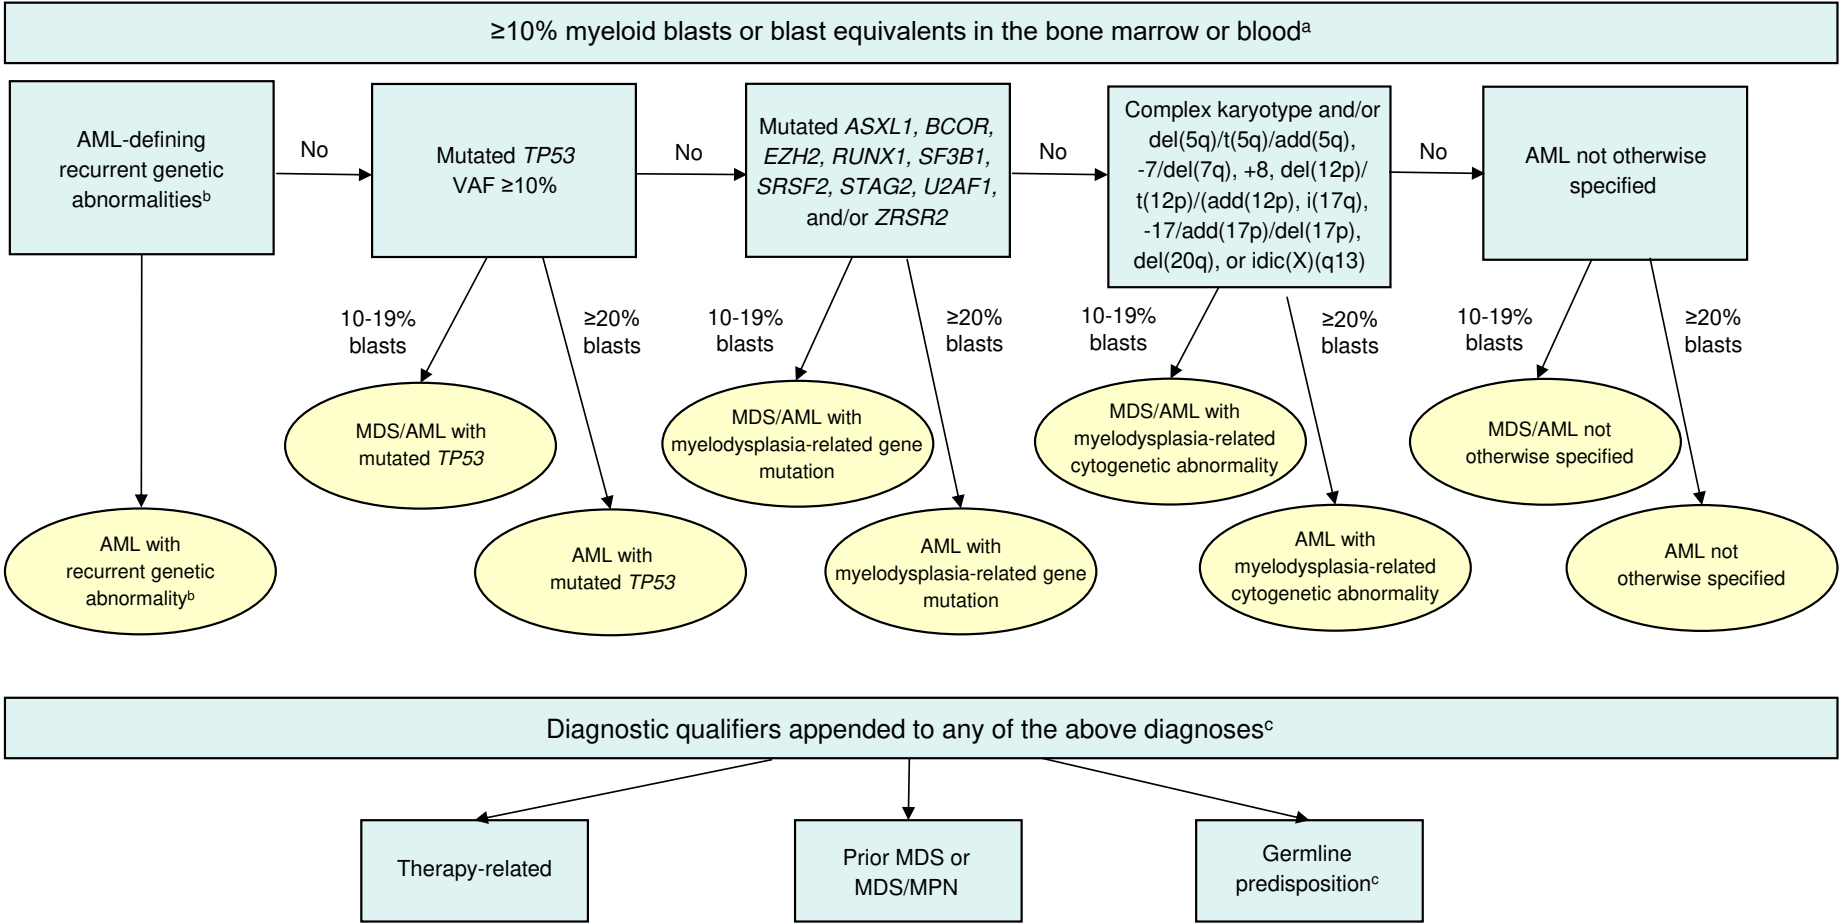 ≥10% myeloid blasts or blast equivalents in the bone marrow or bloodᵃ
AML-defining
recurrent genetic
abnormalitiesᵇ
No
Mutated TP53
VAF ≥10%
No
Mutated ASXL1, BCOR,
EZH2, RUNX1, SF3B1,
SRSF2, STAG2, U2AF1,
and/or ZRSR2
No
Complex karyotype and/or
del(5q)/t(5q)/add(5q),
-7/del(7q), +8, del(12p)/
t(12p)/(add(12p), i(17q),
-17/add(17p)/del(17p),
del(20q), or idic(X)(q13)
No
AML not otherwise
specified
10-19%
blasts
≥20%
blasts
10-19%
blasts
≥20%
blasts
10-19%
blasts
≥20%
blasts
10-19%
blasts
≥20%
blasts
MDS/AML with
mutated TP53
MDS/AML with
myelodysplasia-related gene
mutation
MDS/AML with
myelodysplasia-related
cytogenetic abnormality
MDS/AML not
otherwise specified
AML with
recurrent genetic
abnormalityᵇ
AML with
mutated TP53
AML with
myelodysplasia-related gene
mutation
AML with
myelodysplasia-related
cytogenetic abnormality
AML not
otherwise specified
Diagnostic qualifiers appended to any of the above diagnosesᶜ
Therapy-related
Prior MDS or
MDS/MPN
Germline
predispositionᶜ